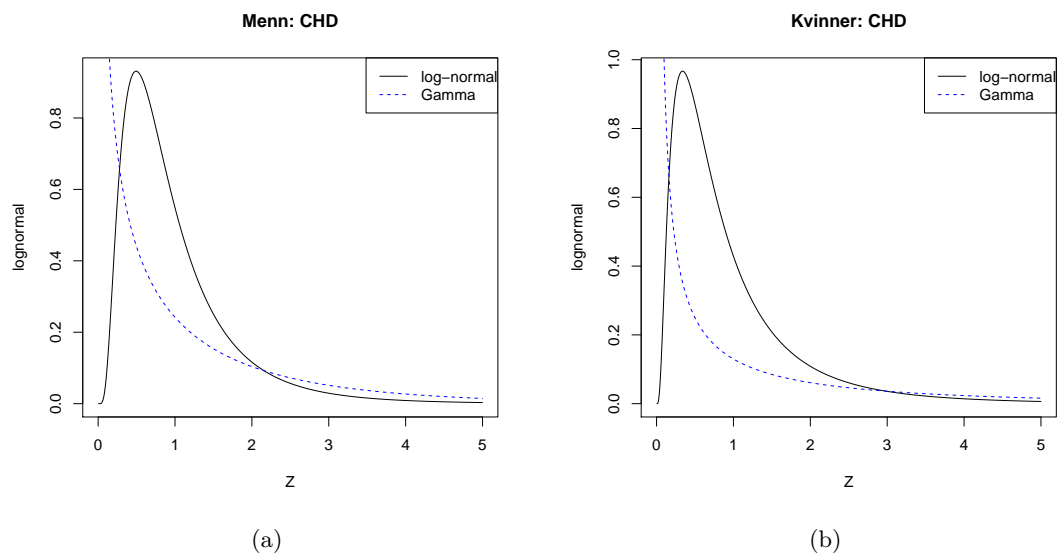 Menn: CHD
lognormal
0.0 0.2 0.4 0.6 0.8
log−normal
Gamma
0 1 2 3 4 5
Z
(a)
Kvinner: CHD
lognormal
0.0 0.2 0.4 0.6 0.8 1.0
log−normal
Gamma
0 1 2 3 4 5
Z
(b)